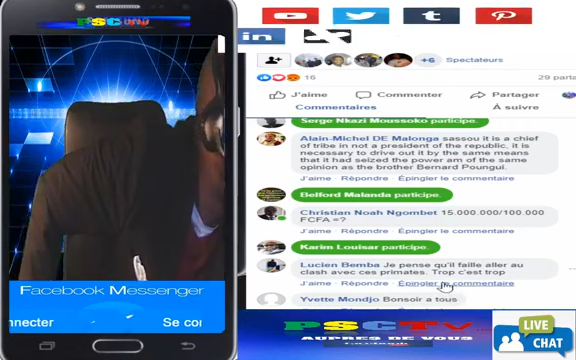 PSCTV
in
+6 Spectateurs
16
29 parta
J'aime Commenter Partager
Commentaires À suivre
Serge Nkazi Moussoko participe.
Alain-Michel DE Malonga sassou it is a chief
of tribe in not a president of the republic, it is
necessary to drive out it by the same means
that it had seized the power am of the same
opinion as the brother Bernard Poungui.
J'aime Répondre Épingler le commentaire
Belford Malanda participe.
Christian Noah Ngombet 15.000.000/100.000
FCFA =?
J'aime Répondre Épingler le commentaire
Karim Louisar participe.
Lucien Bemba Je pense qu'il faille aller au
clash avec ces primates. Trop c'est trop
J'aime Répondre Épingler le commentaire
Yvette Mondjo Bonsoir a tous
Facebook Messenger
nnecter Se co
PSCTV
AUPRES DE VOUS
LIVE
CHAT